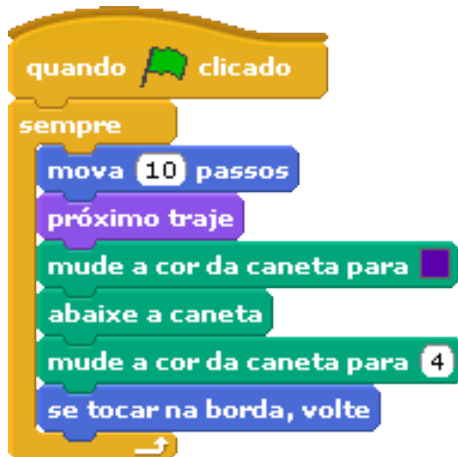 quando clicado
sempre
mova 10 passos
próximo traje
mude a cor da caneta para
abaixe a caneta
mude a cor da caneta para 4
se tocar na borda, volte